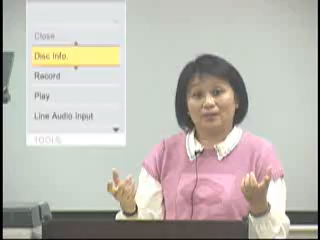 Close
Disc Info.
Record
Play
Line Audio Input
TOOLS